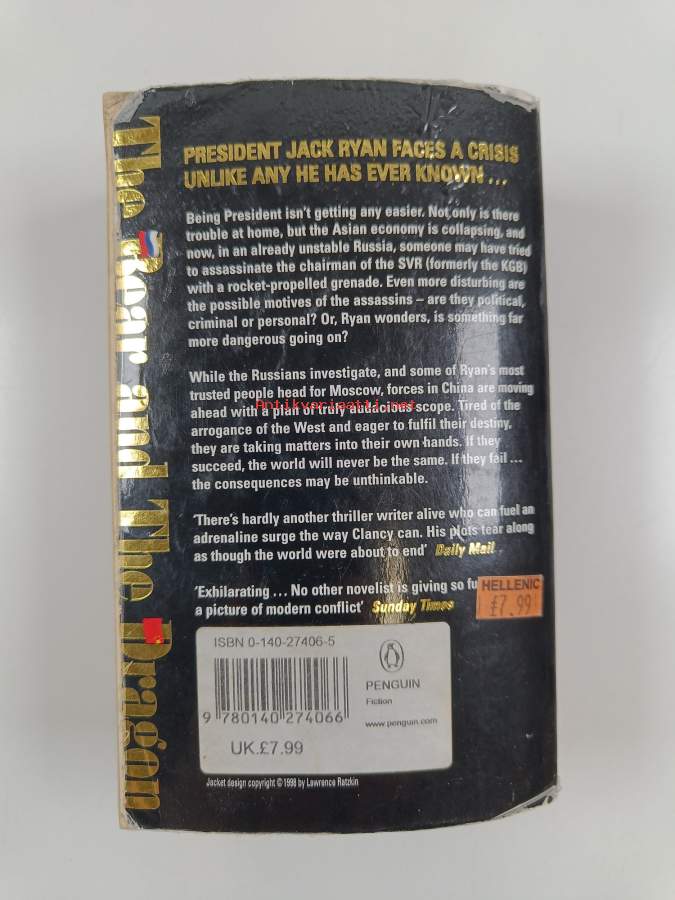 The Bear and The Dragon
PRESIDENT JACK RYAN FACES A CRISIS
UNLIKE ANY HE HAS EVER KNOWN ...
Being President isn't getting any easier. Not only is there
trouble at home, but the Asian economy is collapsing, and
now, in an already unstable Russia, someone may have tried
to assassinate the chairman of the SVR (formerly the KGB)
with a rocket-propelled grenade. Even more disturbing are
the possible motives of the assassins – are they political,
criminal or personal? Or, Ryan wonders, is something far
more dangerous going on?
While the Russians investigate, and some of Ryan's most
trusted people head for Moscow, forces in China are moving
Antikvariaatti.net
ahead with a plan of truly audacious scope. Tired of the
arrogance of the West and eager to fulfil their destiny,
they are taking matters into their own hands. If they
succeed, the world will never be the same. If they fail ...
the consequences may be unthinkable.
'There's hardly another thriller writer alive who can fuel an
adrenaline surge the way Clancy can. His plots tear along
as though the world were about to end' Daily Mail
'Exhilarating ... No other novelist is giving so
a picture of modern conflict' Sunday Times
HELLENIC
£7.99
ISBN 0-140-27406-5
9 780140 274066
UK.£7.99
PENGUIN
Fiction
www.penguin.com
Jacket design copyright ©1998 by Lawrence Ratzkin